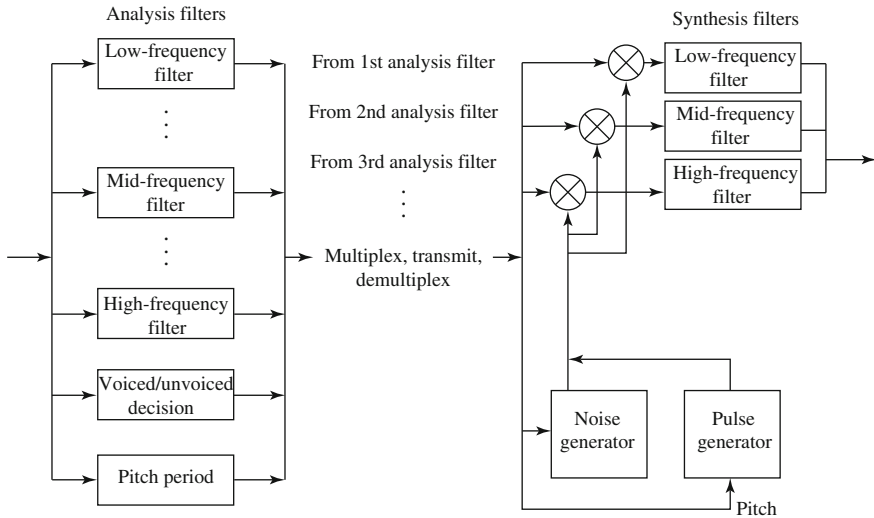 Analysis filters
Low-frequency
filter
Mid-frequency
filter
High-frequency
filter
Voiced/unvoiced
decision
Pitch period
From 1st analysis filter
From 2nd analysis filter
From 3rd analysis filter
Multiplex, transmit,
demultiplex
Synthesis filters
Low-frequency
filter
Mid-frequency
filter
High-frequency
filter
Noise
generator
Pulse
generator
Pitch